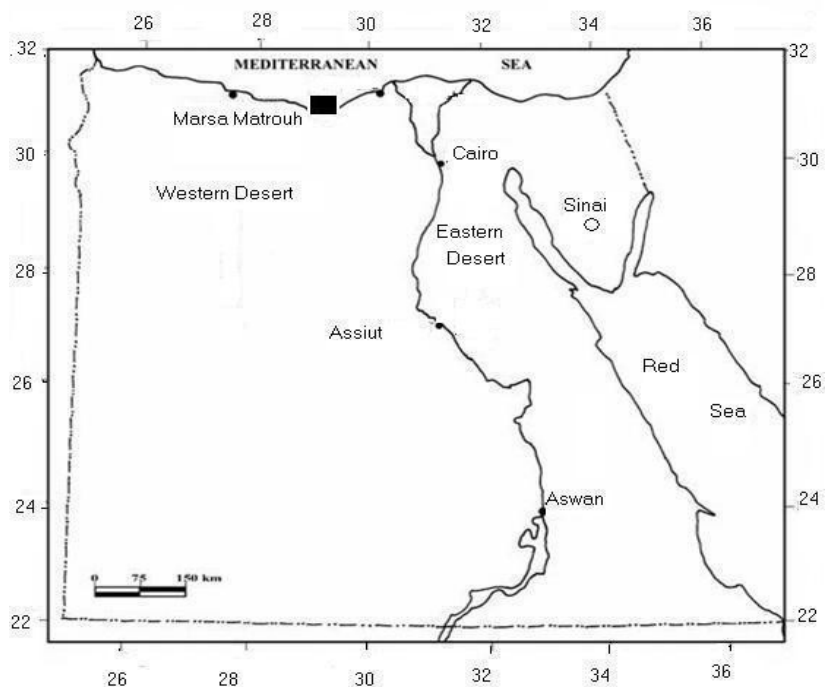 26 28 30 32 34 36
32 32
MEDITERRANEAN SEA
Marsa Matrouh
30 30
Cairo
Western Desert
Sinai
Eastern
Desert
28 28
Assiut
Red
26 26
Sea
Aswan
24 24
0 75 150 km
22 22
26 28 30 32 34 36